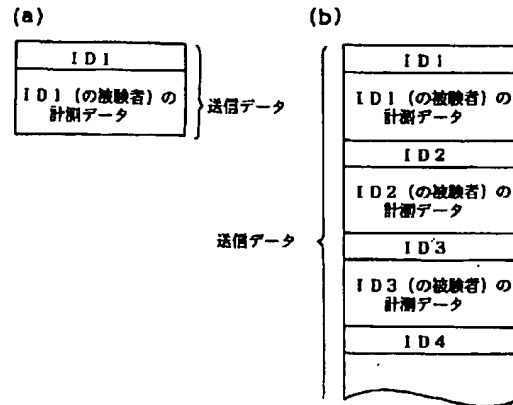 (a)
ID1
ID1(の被験者)の
計測データ
送信データ
(b)
ID1
ID1(の被験者)の
計測データ
ID2
ID2(の被験者)の
計測データ
送信データ
ID3
ID3(の被験者)の
計測データ
ID4